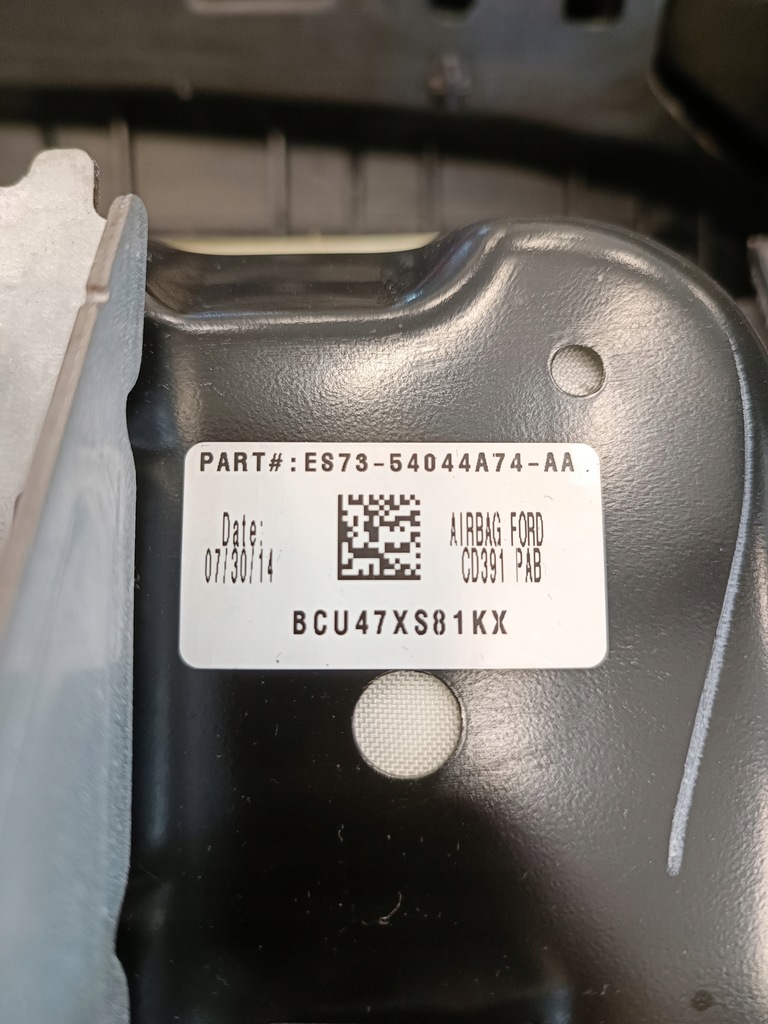 PART#:ES73-54044A74-AA
Date:
07/30/14
AIRBAG FORD
CD391 PAB
BCU47XS81KX